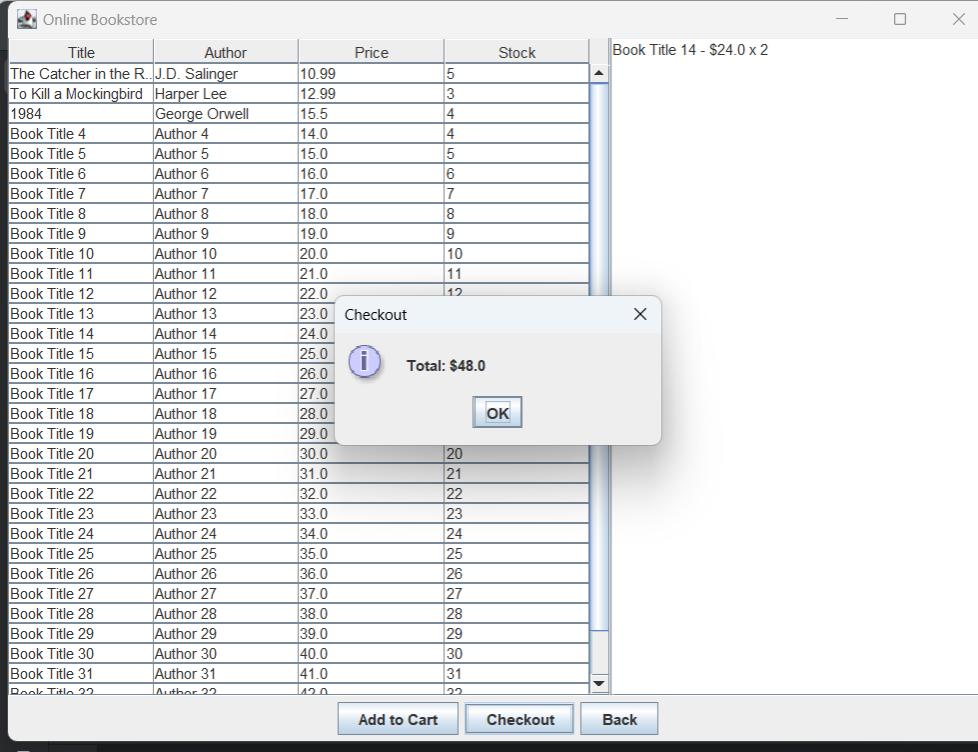 Online Bookstore
Title Author Price Stock
Book Title 14 - $24.0 x 2
The Catcher in the R... J.D. Salinger 10.99 5
To Kill a Mockingbird Harper Lee 12.99 3
1984 George Orwell 15.5 4
Book Title 4 Author 4 14.0 4
Book Title 5 Author 5 15.0 5
Book Title 6 Author 6 16.0 6
Book Title 7 Author 7 17.0 7
Book Title 8 Author 8 18.0 8
Book Title 9 Author 9 19.0 9
Book Title 10 Author 10 20.0 10
Book Title 11 Author 11 21.0 11
Book Title 12 Author 12 22.0 12
Book Title 13 Author 13 23.0
Book Title 14 Author 14 24.0
Book Title 15 Author 15 25.0
Book Title 16 Author 16 26.0
Book Title 17 Author 17 27.0
Book Title 18 Author 18 28.0
Book Title 19 Author 19 29.0
Book Title 20 Author 20 30.0 20
Book Title 21 Author 21 31.0 21
Book Title 22 Author 22 32.0 22
Book Title 23 Author 23 33.0 23
Book Title 24 Author 24 34.0 24
Book Title 25 Author 25 35.0 25
Book Title 26 Author 26 36.0 26
Book Title 27 Author 27 37.0 27
Book Title 28 Author 28 38.0 28
Book Title 29 Author 29 39.0 29
Book Title 30 Author 30 40.0 30
Book Title 31 Author 31 41.0 31
Book Title 32 Author 32 42.0 32
Checkout
Total: $48.0
OK
Add to Cart Checkout Back